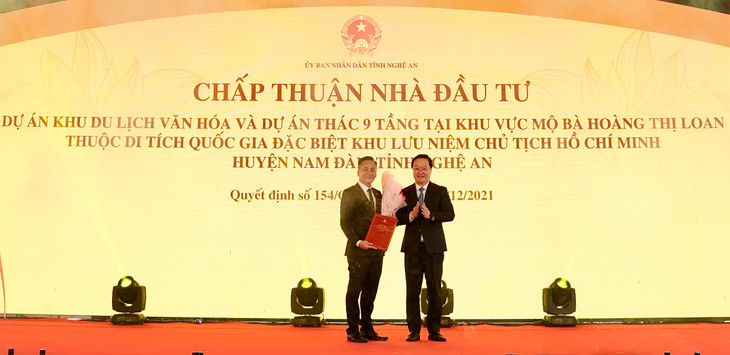 ỦY BAN NHÂN DÂN TỈNH NGHỆ AN
CHẤP THUẬN NHÀ ĐẦU TƯ
DỰ ÁN KHU DU LỊCH VĂN HÓA VÀ DỰ ÁN THÁC 9 TẦNG TẠI KHU VỰC MỘ BÀ HOÀNG THỊ LOAN
THUỘC DI TÍCH QUỐC GIA ĐẶC BIỆT KHU LƯU NIỆM CHỦ TỊCH HỒ CHÍ MINH
HUYỆN NAM ĐÀN TỈNH NGHỆ AN
Quyết định số 154/ /12/2021